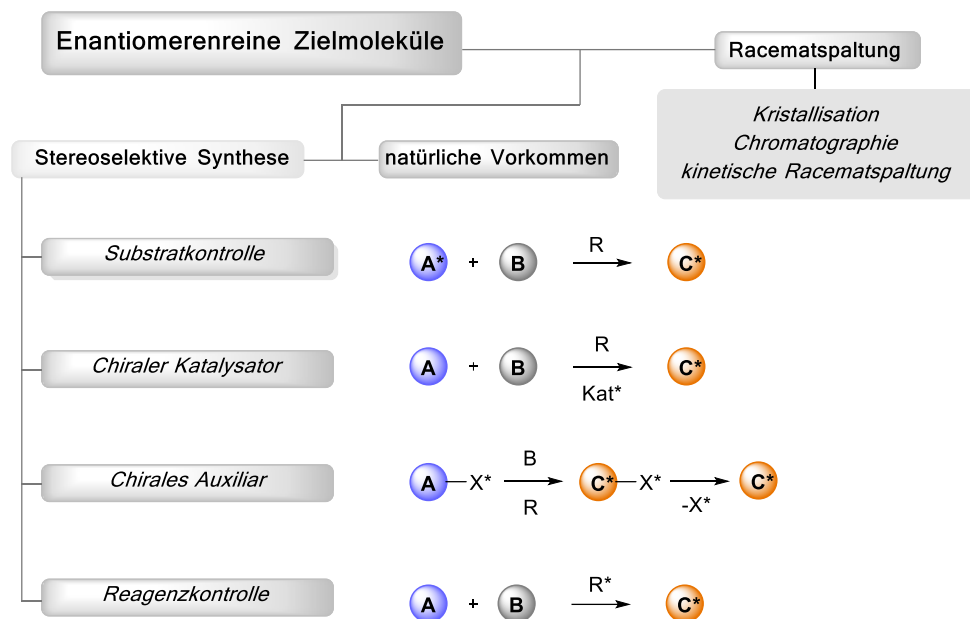 Enantiomerenreine Zielmoleküle
Racematspaltung
Kristallisation
Chromatographie
kinetische Racematspaltung
Stereoselektive Synthese
natürliche Vorkommen
Substratkontrolle
A* + B R C*
Chiraler Katalysator
A + B R Kat* C*
Chirales Auxiliar
A X* B R C* X* -X* C*
Reagenzkontrolle
A + B R* C*